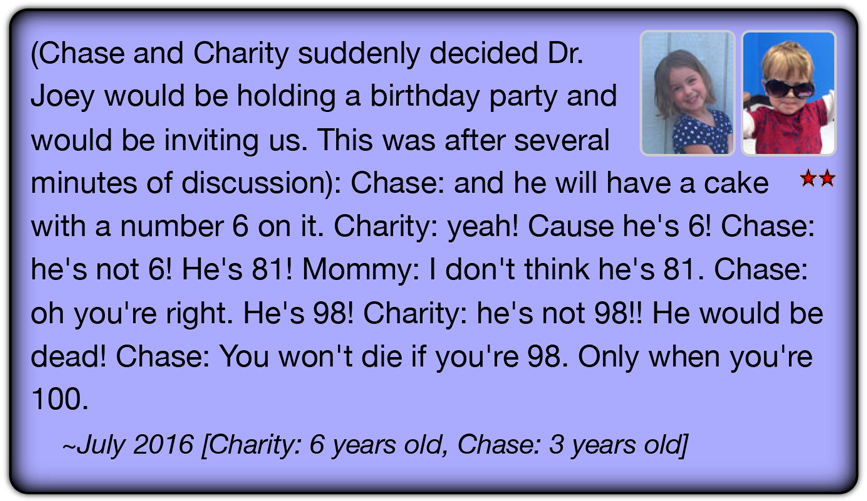 (Chase and Charity suddenly decided Dr.
Joey would be holding a birthday party and
would be inviting us. This was after several
minutes of discussion): Chase: and he will have a cake
with a number 6 on it. Charity: yeah! Cause he's 6! Chase:
he's not 6! He's 81! Mommy: I don't think he's 81. Chase:
oh you're right. He's 98! Charity: he's not 98!! He would be
dead! Chase: You won't die if you're 98. Only when you're
100.
~July 2016 [Charity: 6 years old, Chase: 3 years old]